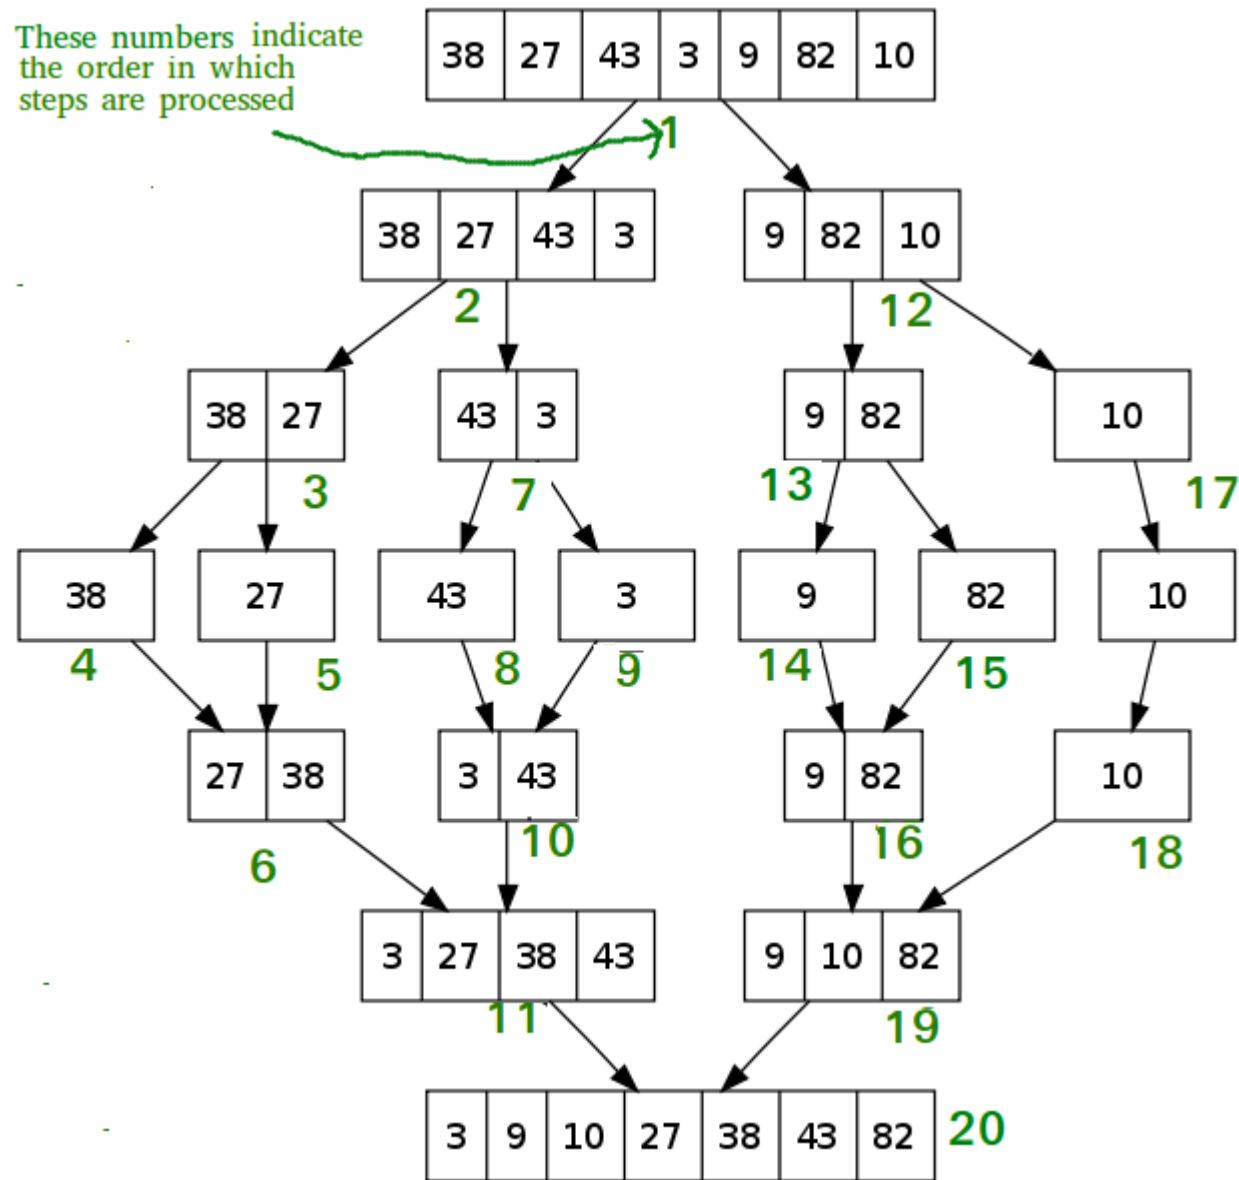 These numbers indicate
the order in which
steps are processed
38 27 43 3 9 82 10
1
38 27 43 3 9 82 10
2 12
38 27 43 3 9 82 10
3 7 13 17
38 27 43 3 9 82 10
4 5 8 9 14 15
27 38 3 43 9 82 10
6 10 16 18
3 27 38 43 9 10 82
11 19
3 9 10 27 38 43 82 20